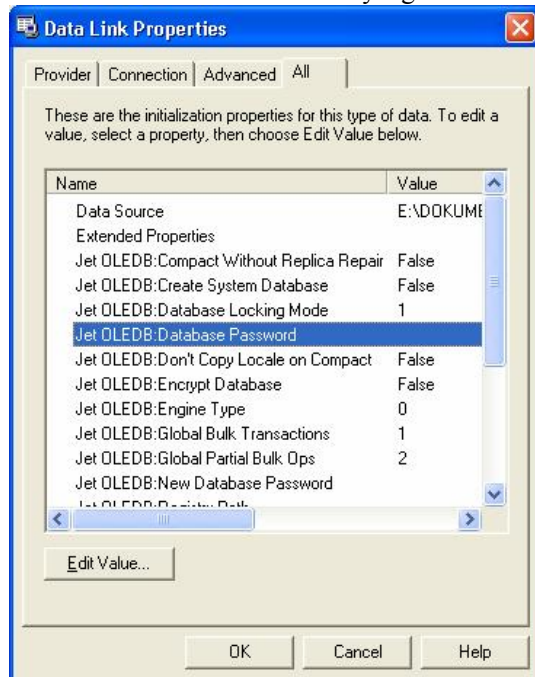 Data Link Properties
Provider Connection Advanced All
These are the initialization properties for this type of data. To edit a
value, select a property, then choose Edit Value below.
Name Value
Data Source E:\DOKUME
Extended Properties
Jet OLEDB:Compact Without Replica Repair False
Jet OLEDB:Create System Database False
Jet OLEDB:Database Locking Mode 1
Jet OLEDB:Database Password
Jet OLEDB:Don't Copy Locale on Compact False
Jet OLEDB:Encrypt Database False
Jet OLEDB:Engine Type 0
Jet OLEDB:Global Bulk Transactions 1
Jet OLEDB:Global Partial Bulk Ops 2
Jet OLEDB:New Database Password
Jet OLEDB:Registry Path
Edit Value...
OK Cancel Help